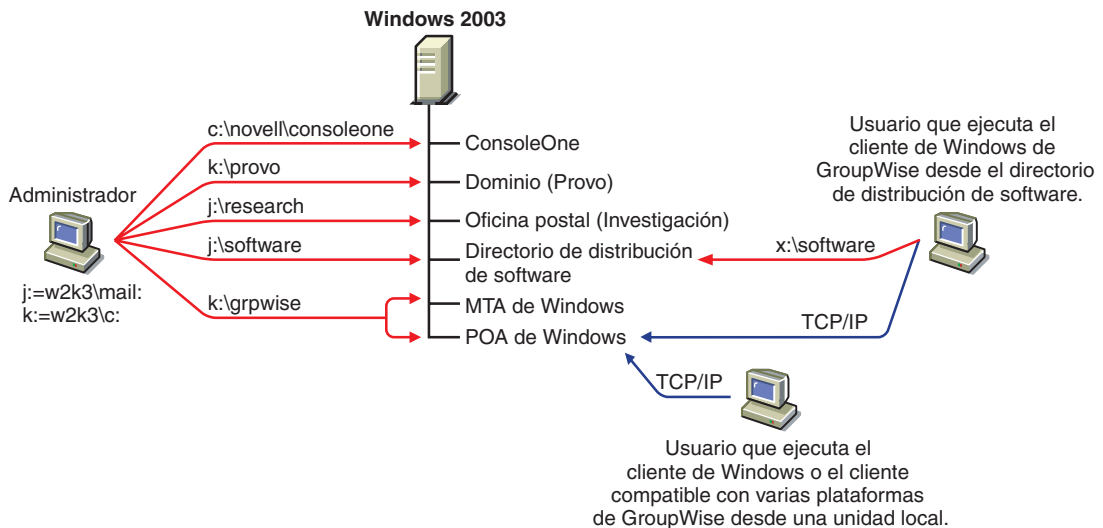 Windows 2003
c:\novell\consoleone
ConsoleOne
k:\provo
Dominio (Provo)
Administrador
j:\research
Oficina postal (Investigación)
j:\software
Directorio de distribución
de software
j:=w2k3\mail:
k:=w2k3\c:
k:\grpwise
MTA de Windows
POA de Windows
Usuario que ejecuta el
cliente de Windows de
GroupWise desde el directorio
de distribución de software.
x:\software
TCP/IP
TCP/IP
Usuario que ejecuta el
cliente de Windows o el cliente
compatible con varias plataformas
de GroupWise desde una unidad local.